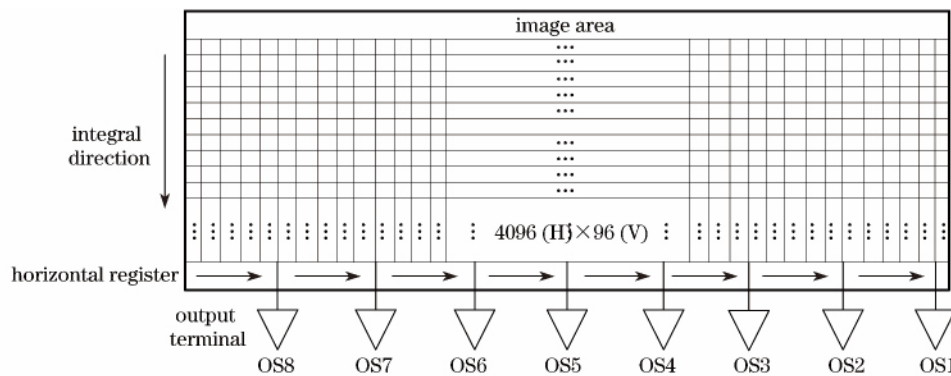 image area
integral
direction
4096 (H)×96 (V)
horizontal register
output
terminal
OS8 OS7 OS6 OS5 OS4 OS3 OS2 OS1